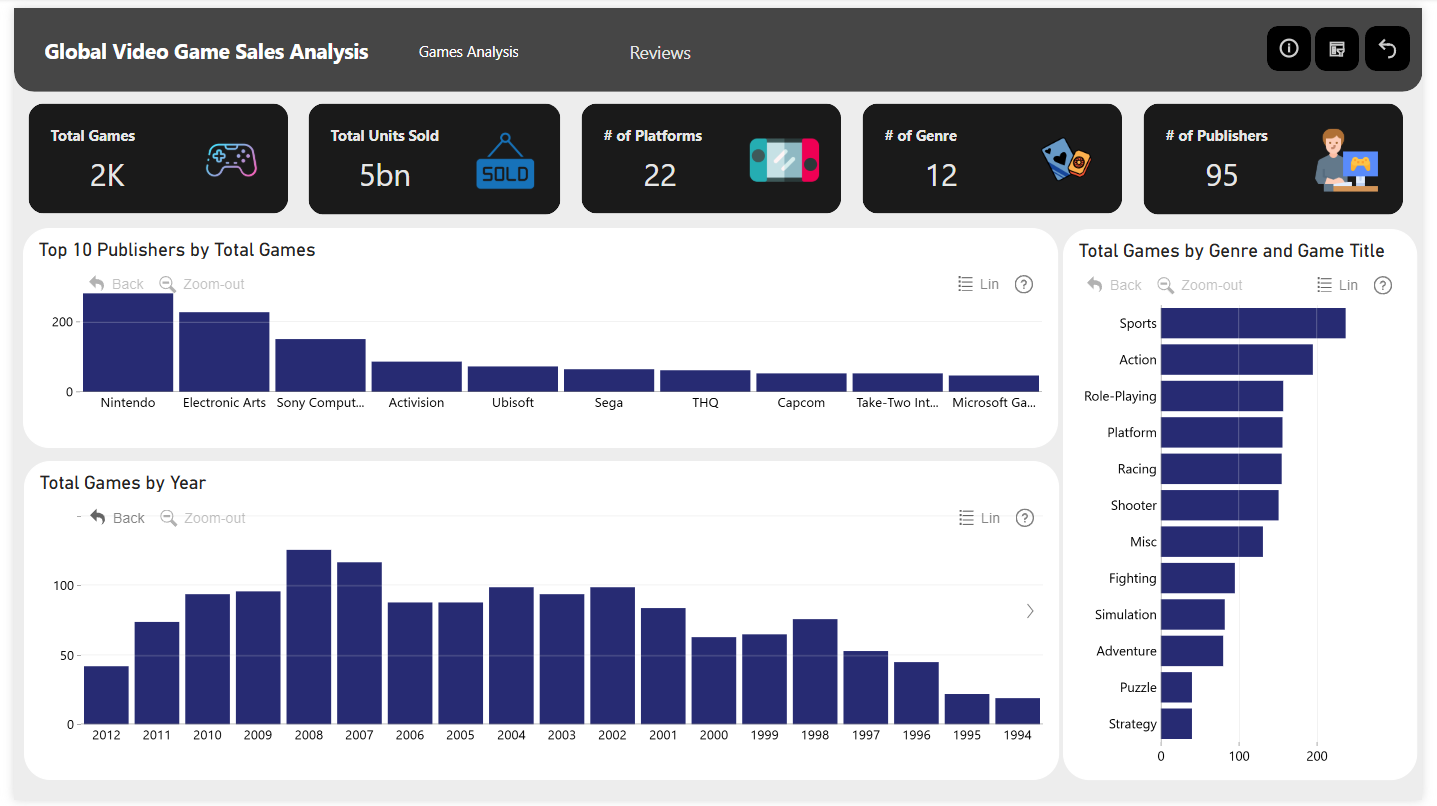 Global Video Game Sales Analysis
Games Analysis
Reviews
Total Games
2K
Total Units Sold
5bn
SOLD
# of Platforms
22
# of Genre
12
# of Publishers
95
Top 10 Publishers by Total Games
Back
Zoom-out
Lin
?
200
0
Nintendo
Electronic Arts
Sony Comput...
Activision
Ubisoft
Sega
THQ
Capcom
Take-Two Int...
Microsoft Ga...
Total Games by Year
Back
Zoom-out
Lin
?
100
50
0
2012
2011
2010
2009
2008
2007
2006
2005
2004
2003
2002
2001
2000
1999
1998
1997
1996
1995
1994
Total Games by Genre and Game Title
Back
Zoom-out
Lin
?
Sports
Action
Role-Playing
Platform
Racing
Shooter
Misc
Fighting
Simulation
Adventure
Puzzle
Strategy
0
100
200